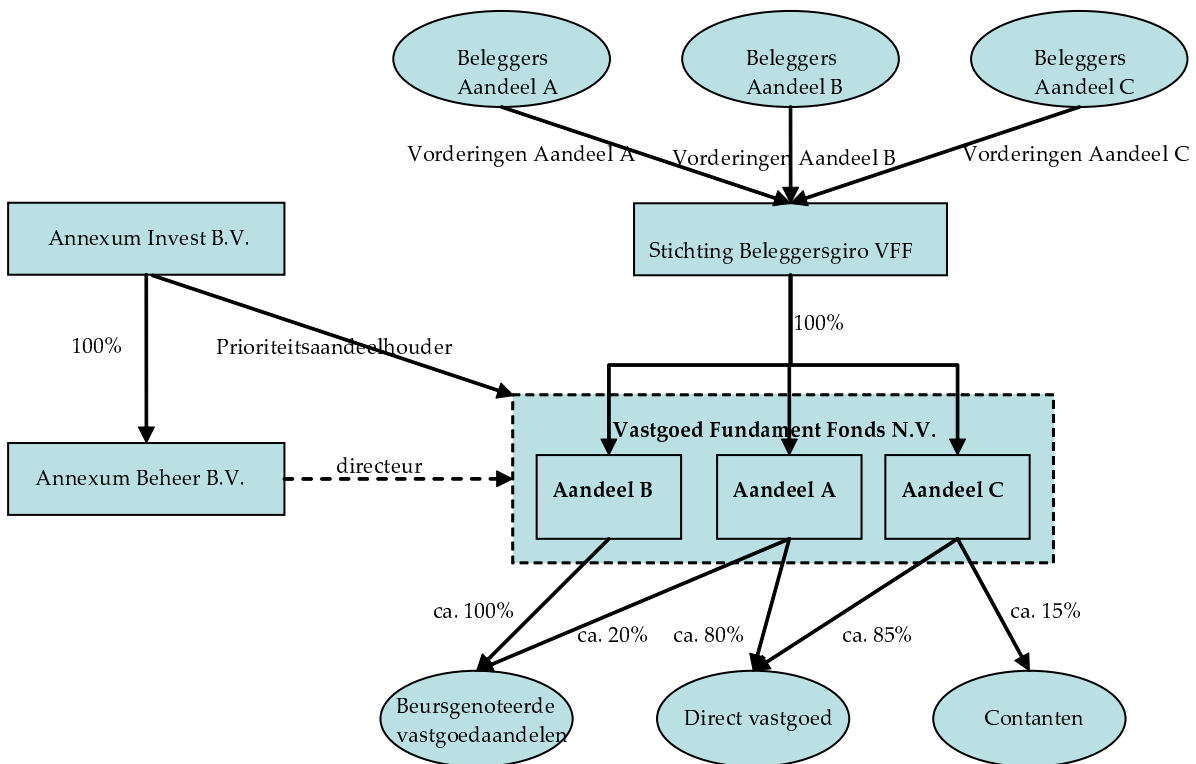 Beleggers
Aandeel A
Beleggers
Aandeel B
Beleggers
Aandeel C
Vorderingen Aandeel A
Vorderingen Aandeel B
Vorderingen Aandeel C
Annexum Invest B.V.
Stichting Beleggersgiro VFF
100%
100%
Prioriteitsaandeelhouder
Vastgoed Fundament Fonds N.V.
Annexum Beheer B.V.
directeur
Aandeel B
Aandeel A
Aandeel C
ca. 100%
ca. 20%
ca. 80%
ca. 85%
ca. 15%
Beursgenoteerde
vastgoedaandelen
Direct vastgoed
Contanten